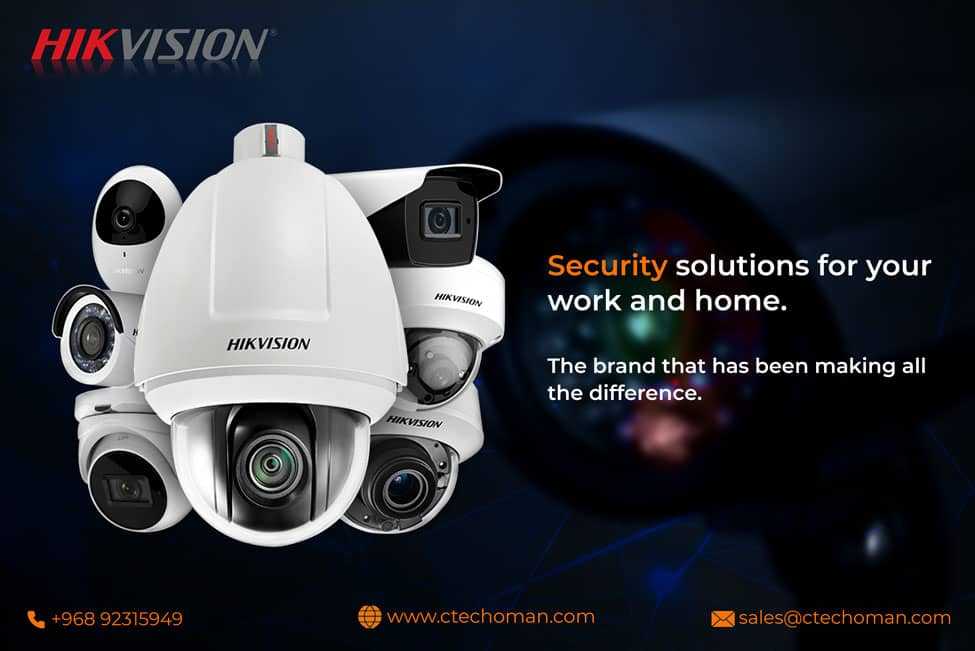 HIKVISION®
HIKVISION
HIKVISION
HIKVISION
Security solutions for your
work and home.
The brand that has been making all
the difference.
+968 92315949
www.ctechoman.com
sales@ctechoman.com